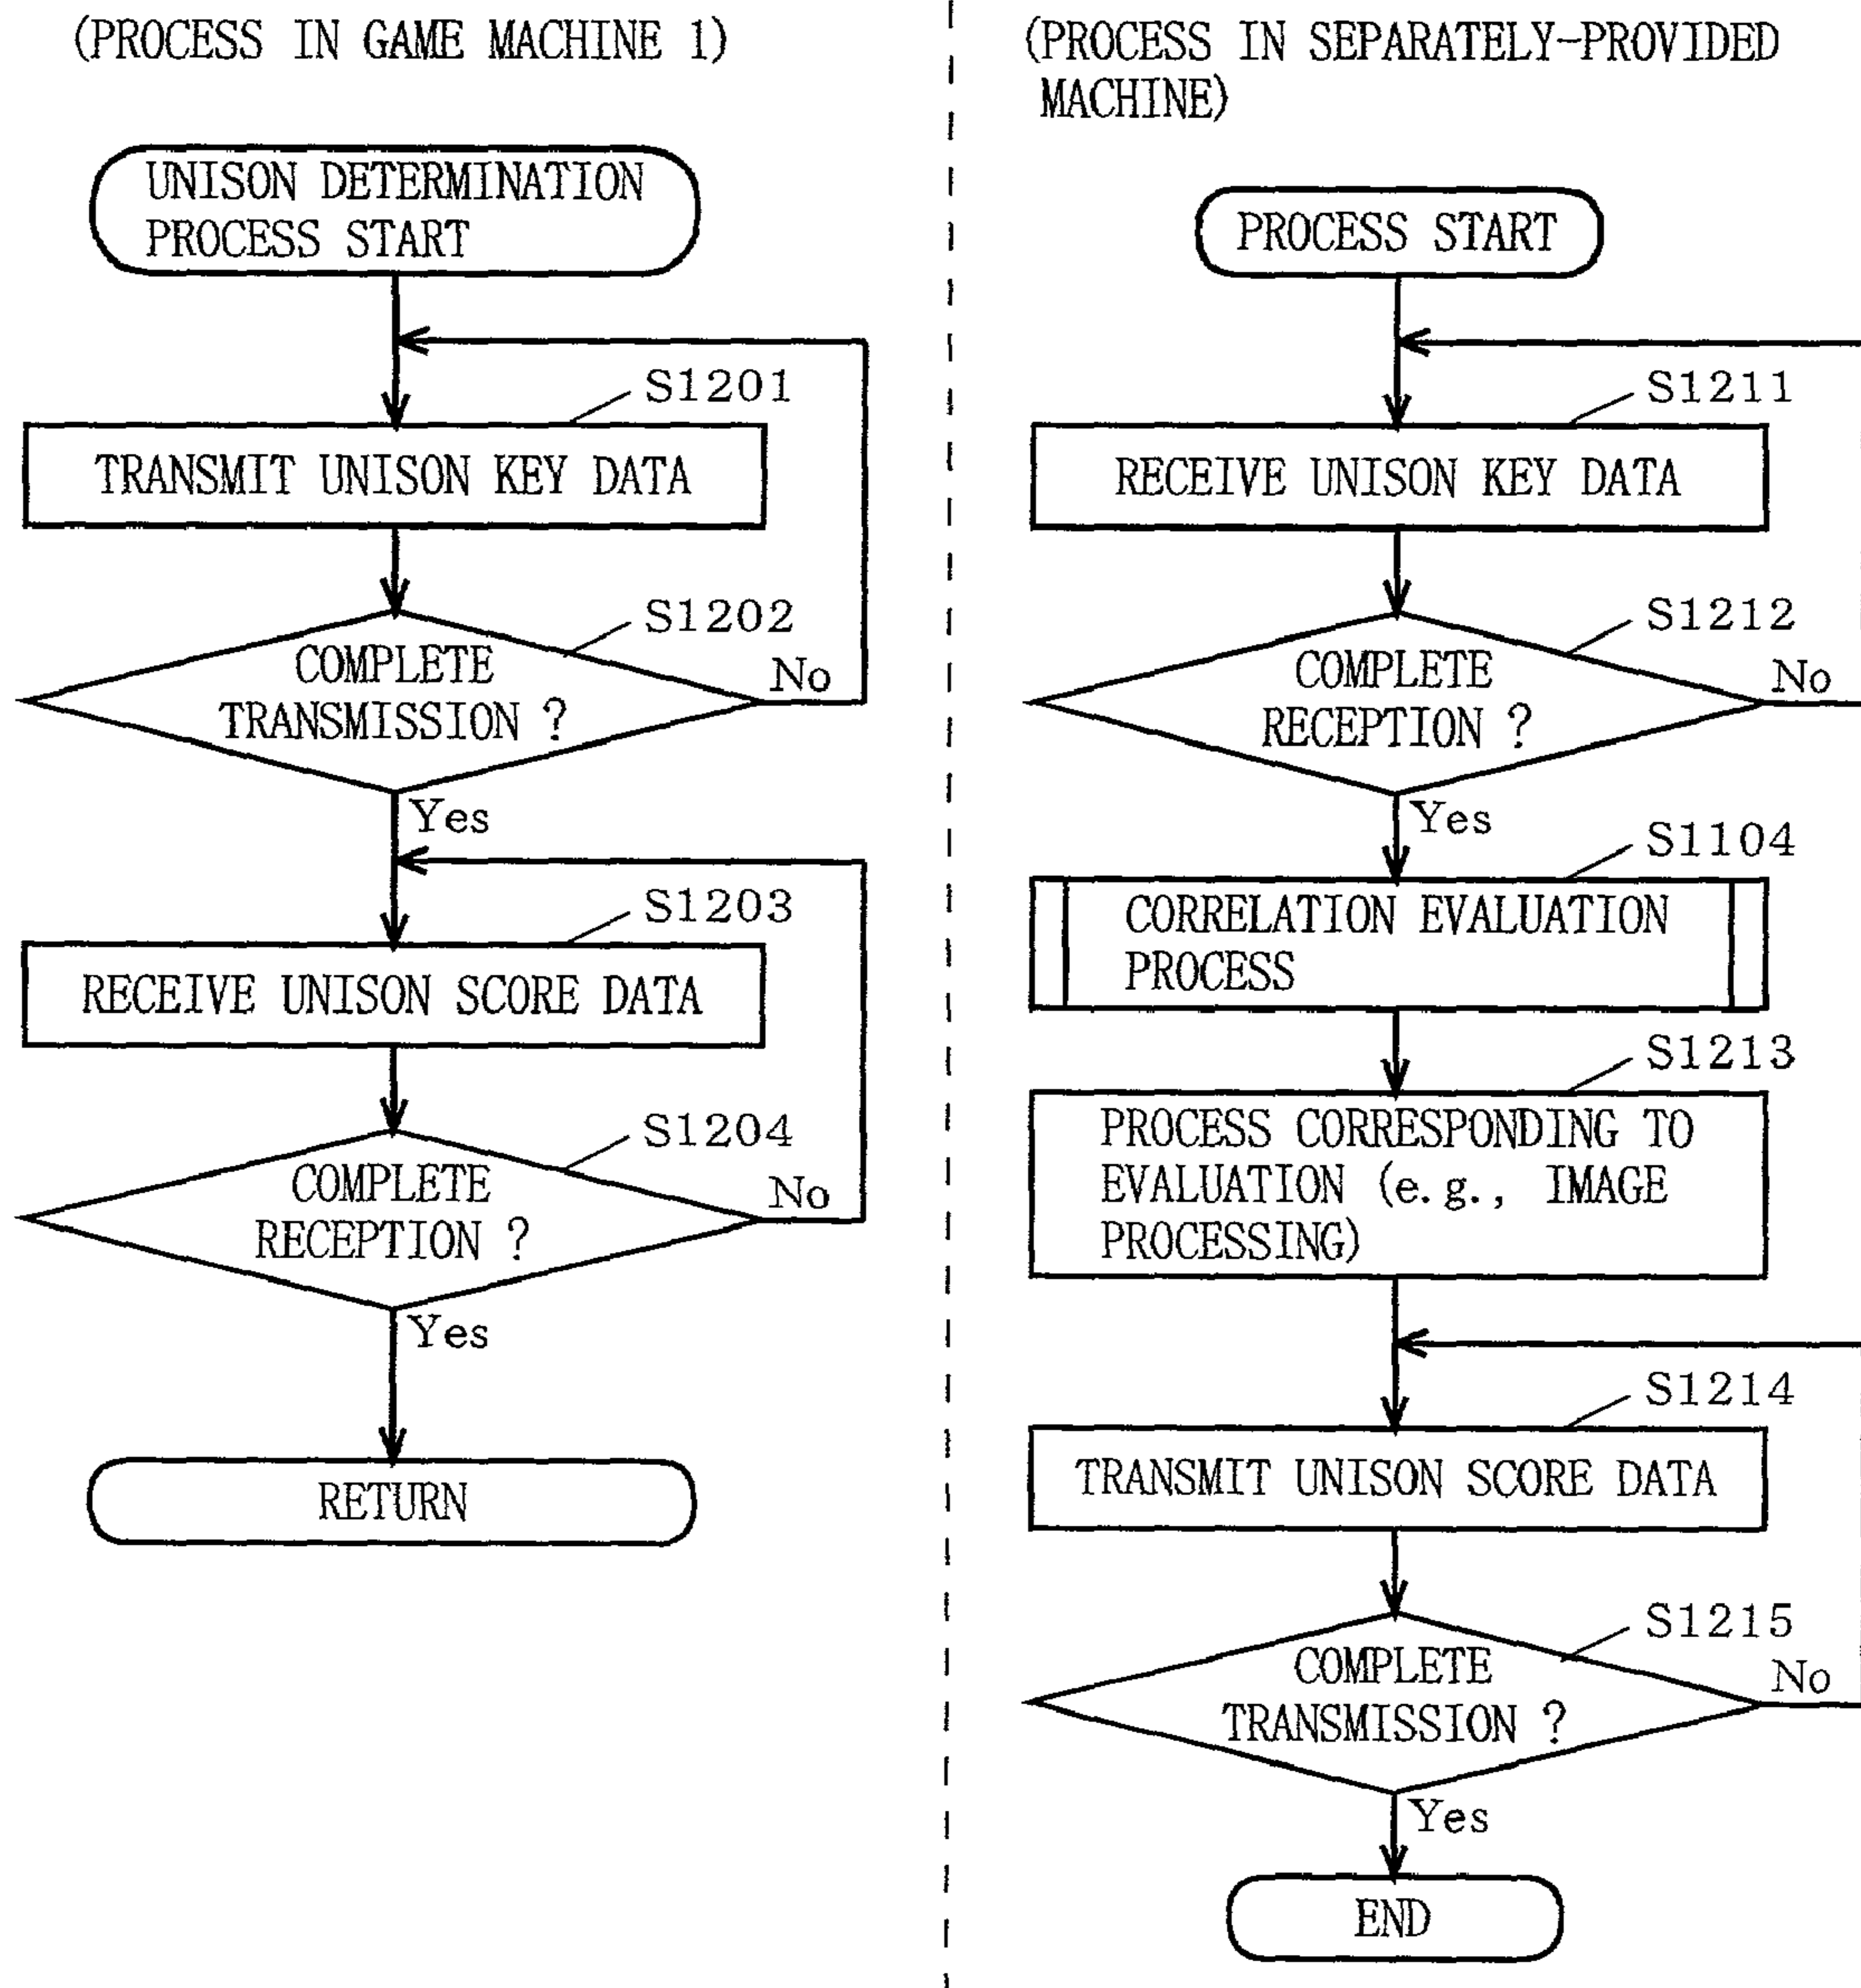 (PROCESS IN GAME MACHINE 1)
UNISON DETERMINATION
PROCESS START
S1201
TRANSMIT UNISON KEY DATA
S1202
COMPLETE
TRANSMISSION ?
No
Yes
S1203
RECEIVE UNISON SCORE DATA
S1204
COMPLETE
RECEPTION ?
No
Yes
RETURN
(PROCESS IN SEPARATELY-PROVIDED
MACHINE)
PROCESS START
S1211
RECEIVE UNISON KEY DATA
S1212
COMPLETE
RECEPTION ?
No
Yes
S1104
CORRELATION EVALUATION
PROCESS
S1213
PROCESS CORRESPONDING TO
EVALUATION (e.g., IMAGE
PROCESSING)
S1214
TRANSMIT UNISON SCORE DATA
S1215
COMPLETE
TRANSMISSION ?
No
Yes
END